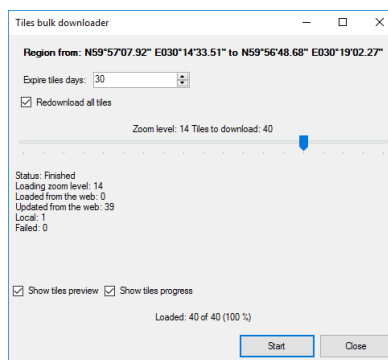 Tiles bulk downloader
Region from: N59°57'07.92" E030°14'33.51" to N59°56'48.68" E030°19'02.27"
Expire tiles days: 30
Redownload all tiles
Zoom level: 14 Tiles to download: 40
Status: Finished
Loading zoom level: 14
Loaded from the web: 0
Updated from the web: 39
Local: 1
Failed: 0
Show tiles preview Show tiles progress
Loaded: 40 of 40 (100 %)
Start Close